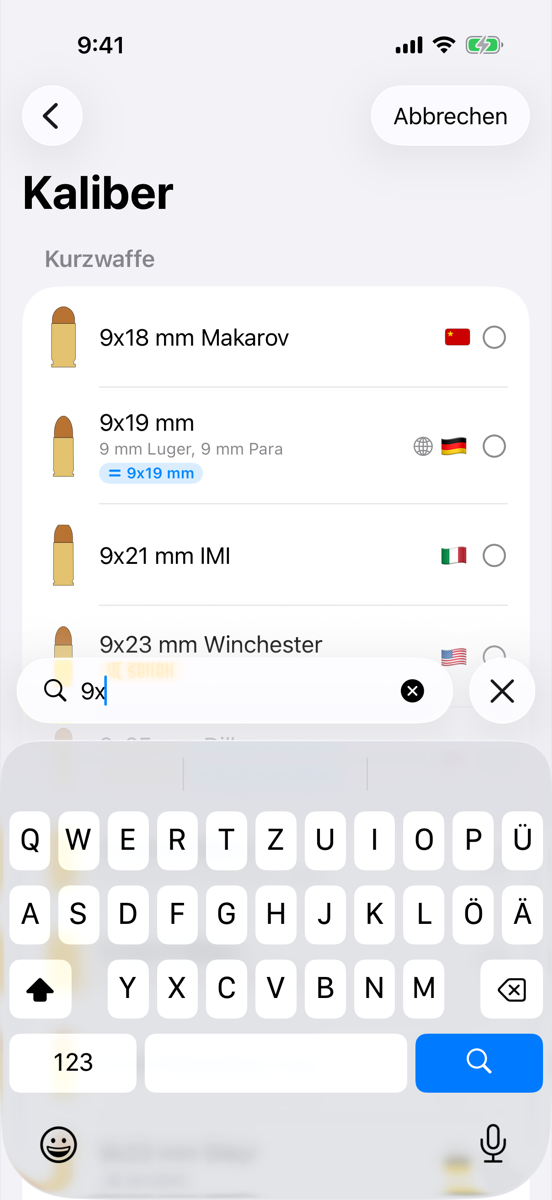 9:41
Abbrechen
Kaliber
Kurzwaffe
9x18 mm Makarov
9x19 mm
9 mm Luger, 9 mm Para
= 9x19 mm
9x21 mm IMI
9x23 mm Winchester
9x
Q W E R T Z U I O P Ü
A S D F G H J K L Ö Ä
Y X C V B N M
123